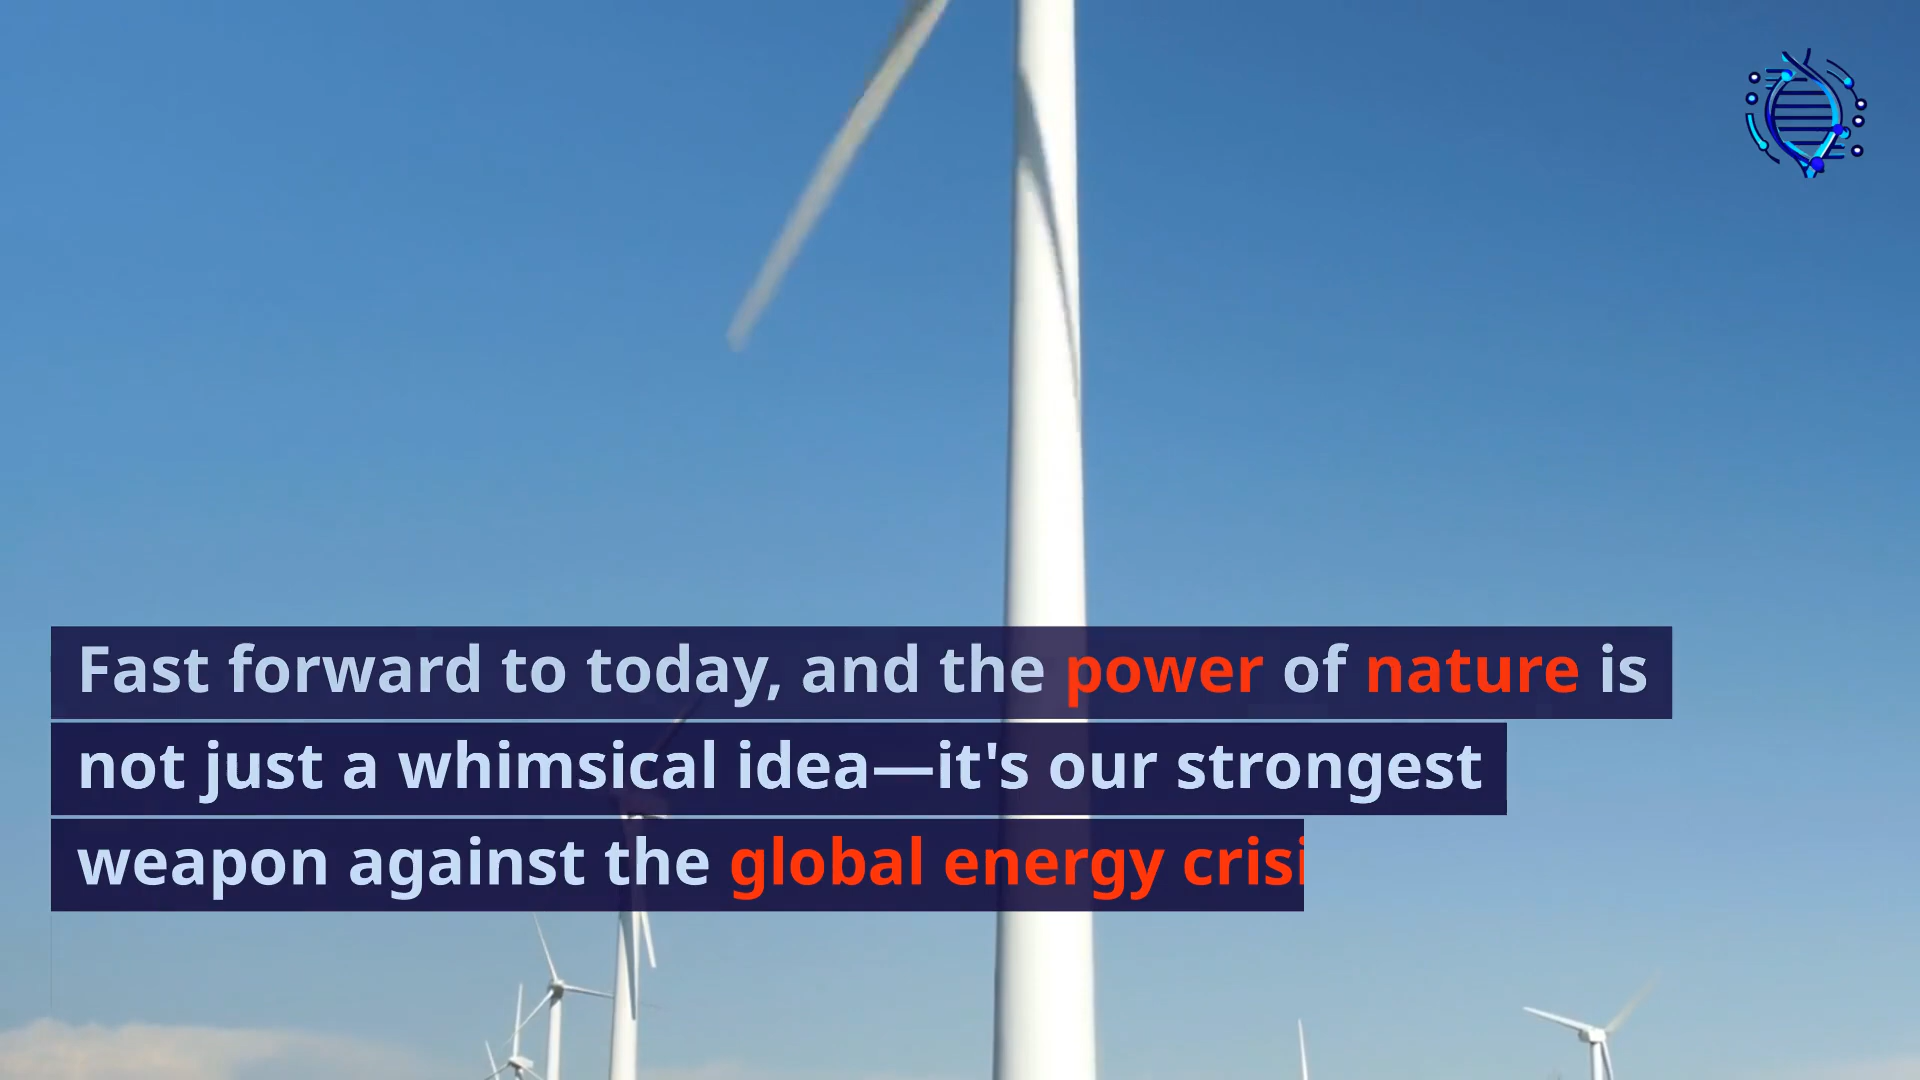 Fast forward to today, and the power of nature is
not just a whimsical idea—it's our strongest
weapon against the global energy crisi